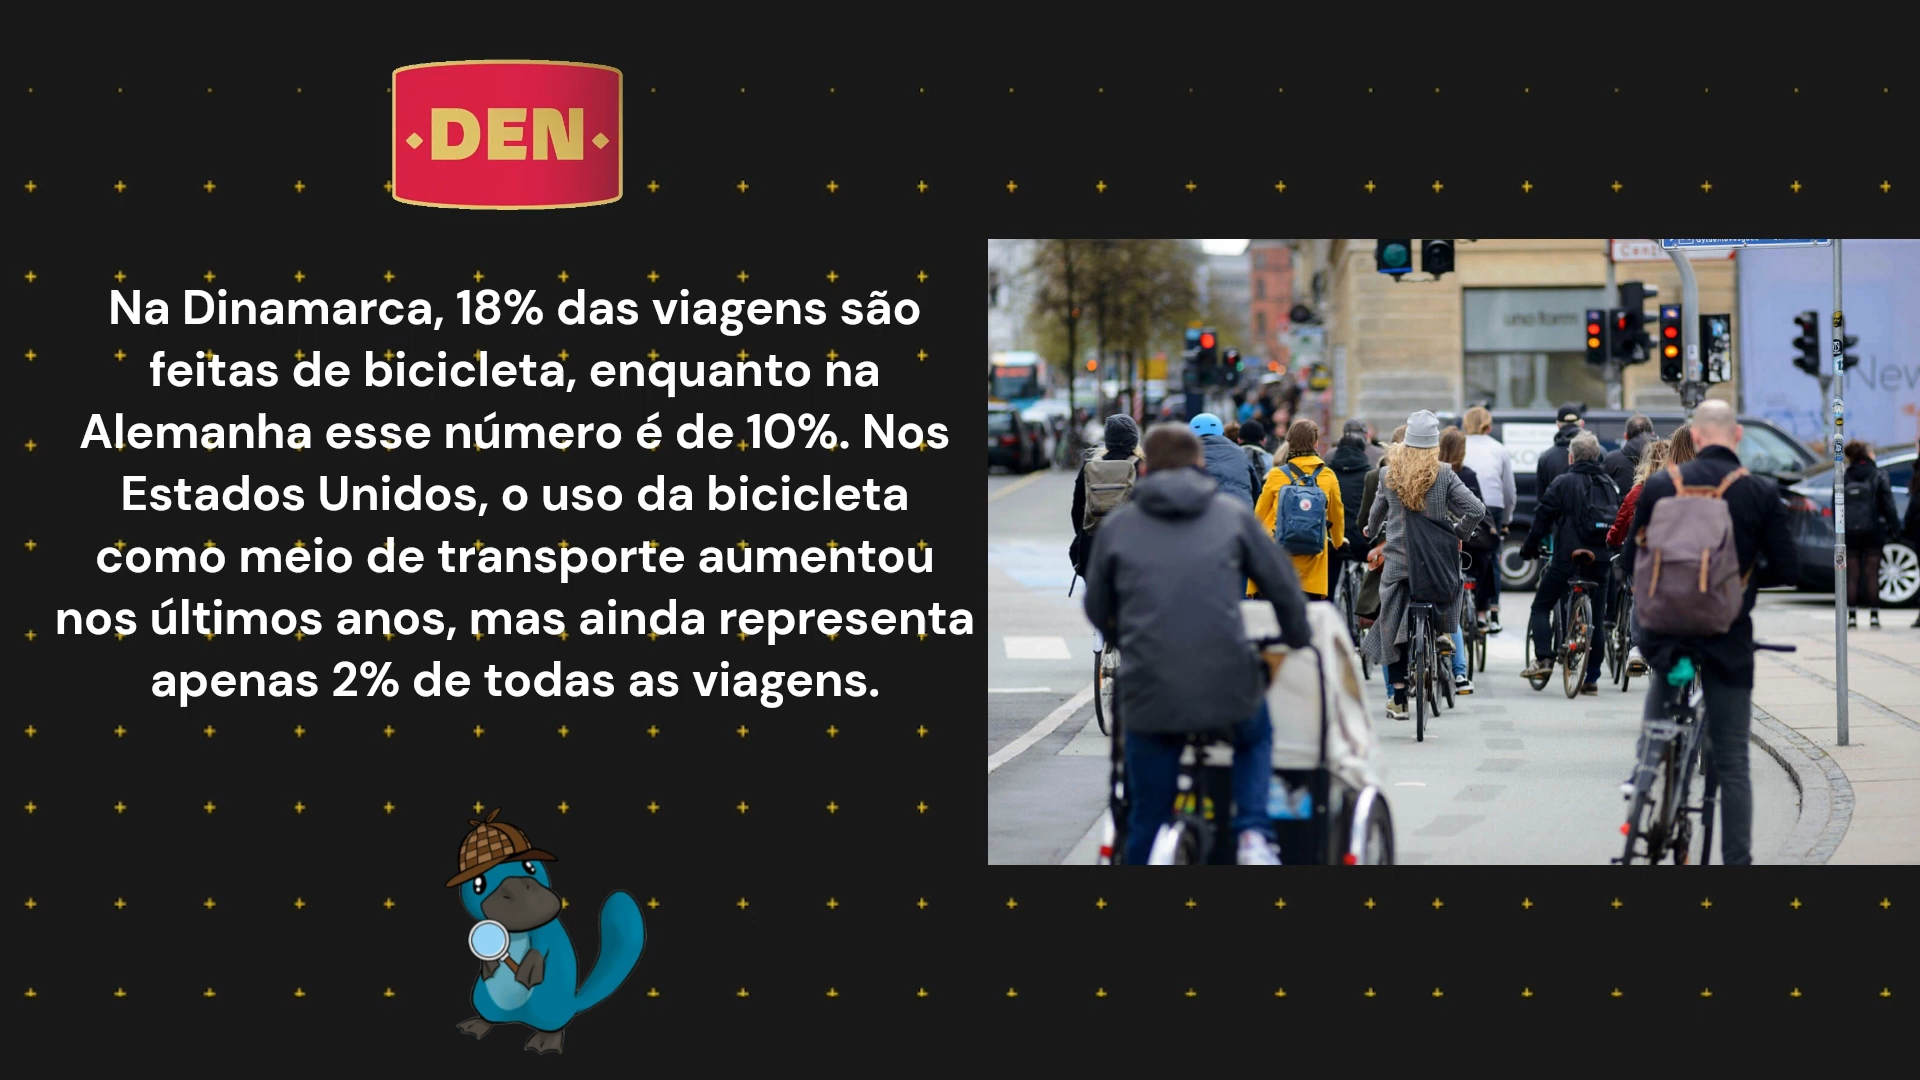 DEN
Na Dinamarca, 18% das viagens são
feitas de bicicleta, enquanto na
Alemanha esse número é de 10%. Nos
Estados Unidos, o uso da bicicleta
como meio de transporte aumentou
nos últimos anos, mas ainda representa
apenas 2% de todas as viagens.
New